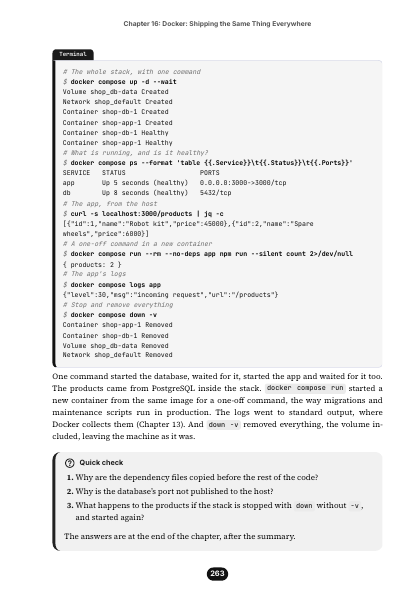 Chapter 16: Docker: Shipping the Same Thing Everywhere
Terminal
# The whole stack, with one command
$ docker compose up -d --wait
Volume shop_db-data Created
Network shop_default Created
Container shop-db-1 Created
Container shop-app-1 Created
Container shop-db-1 Healthy
Container shop-app-1 Healthy
# What is running, and is it healthy?
$ docker compose ps --format 'table {{.Service}}\t{{.Status}}\t{{.Ports}}'
SERVICE STATUS PORTS
app Up 5 seconds (healthy) 0.0.0.0:3000->3000/tcp
db Up 8 seconds (healthy) 5432/tcp
# The app, from the host
$ curl -s localhost:3000/products | jq -c
[{"id":1,"name":"Robot kit","price":45000},{"id":2,"name":"Spare
wheels","price":6000}]
# A one-off command in a new container
$ docker compose run --rm --no-deps app npm run --silent count 2>/dev/null
{ products: 2 }
# The app's logs
$ docker compose logs app
{"level":30,"msg":"incoming request","url":"/products"}
# Stop and remove everything
$ docker compose down -v
Container shop-app-1 Removed
Container shop-db-1 Removed
Volume shop_db-data Removed
Network shop_default Removed
One command started the database, waited for it, started the app and waited for it too.
The products came from PostgreSQL inside the stack. docker compose run started a
new container from the same image for a one-off command, the way migrations and
maintenance scripts run in production. The logs went to standard output, where
Docker collects them (Chapter 13). And down -v removed everything, the volume in-
cluded, leaving the machine as it was.
Quick check
1. Why are the dependency files copied before the rest of the code?
2. Why is the database's port not published to the host?
3. What happens to the products if the stack is stopped with down without -v ,
and started again?
The answers are at the end of the chapter, after the summary.
263